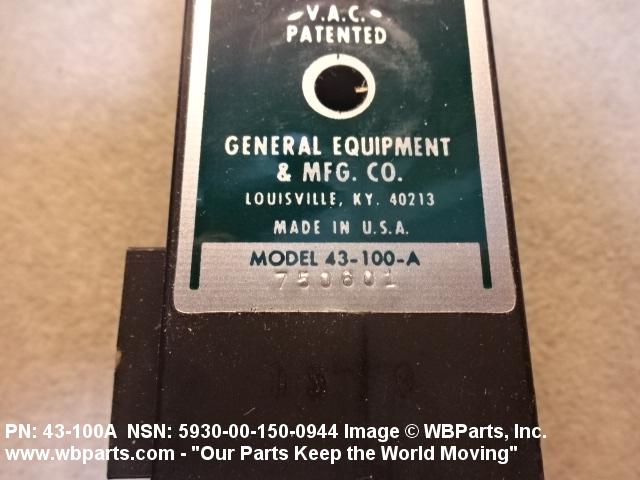 V.A.C.
PATENTED
GENERAL EQUIPMENT
& MFG. CO.
LOUISVILLE, KY. 40213
MADE IN U.S.A.
MODEL 43-100-A
750601
PN: 43-100A NSN: 5930-00-150-0944 Image © WBParts, Inc.
www.wbparts.com - "Our Parts Keep the World Moving"